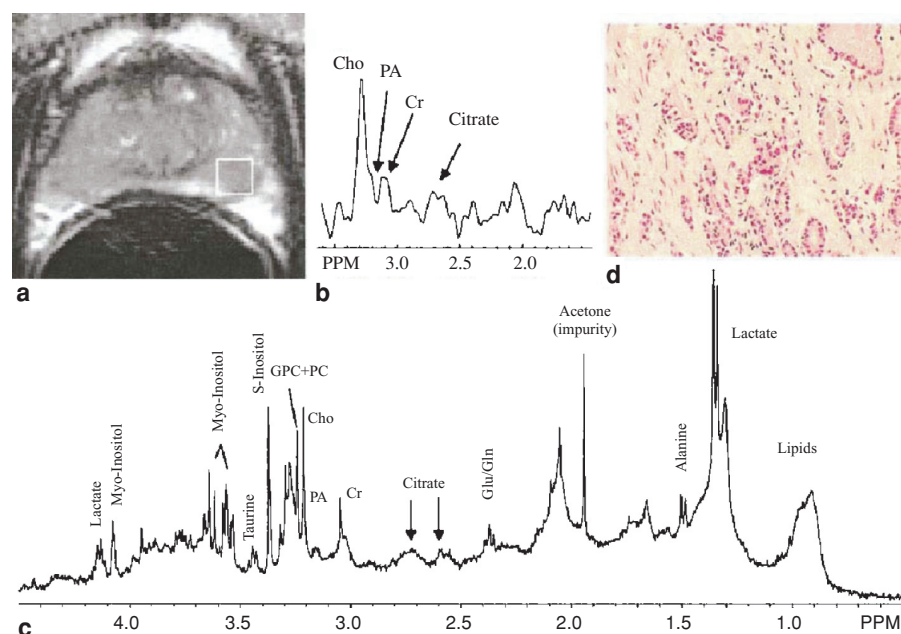 Cho
PA
Cr
Citrate
PPM 3.0 2.5 2.0
a
b
d
Lactate
Myo-Inositol
Myo-Inositol
Taurine
S-Inositol
GPC+PC
Cho
PA
Cr
Citrate
Glu/Gln
Acetone
(impurity)
Alanine
Lactate
Lipids
c
4.0 3.5 3.0 2.5 2.0 1.5 1.0 PPM